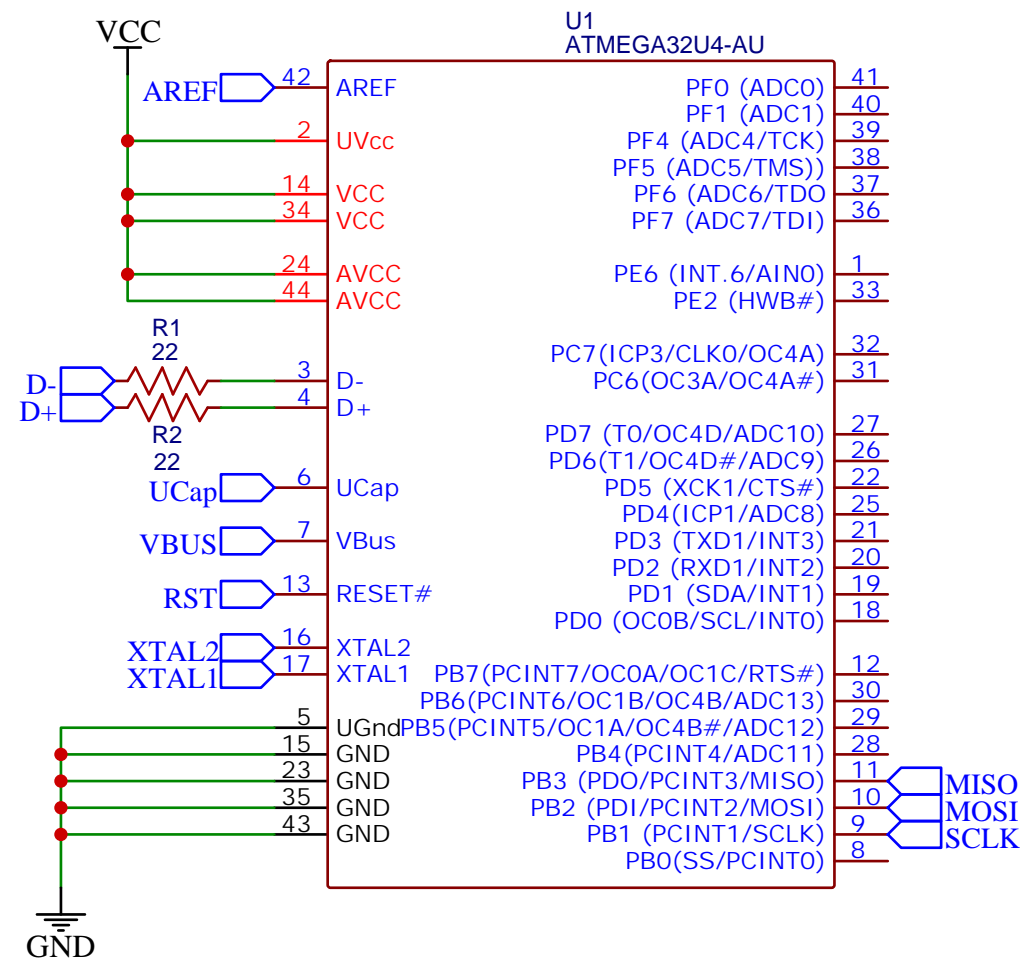 U1
ATMEGA32U4-AU
VCC
AREF 42 AREF
2 UVcc
14 VCC
34 VCC
24 AVCC
44 AVCC
R1
22
D- 3 D-
D+ 4 D+
R2
22
UCap 6 UCap
VBUS 7 VBus
RST 13 RESET#
XTAL2 16 XTAL2
XTAL1 17 XTAL1
5 UGnd
15 GND
23 GND
35 GND
43 GND
GND
PF0 (ADC0) 41
PF1 (ADC1) 40
PF4 (ADC4/TCK) 39
PF5 (ADC5/TMS)) 38
PF6 (ADC6/TDO 37
PF7 (ADC7/TDI) 36
PE6 (INT.6/AIN0) 1
PE2 (HWB#) 33
PC7(ICP3/CLK0/OC4A) 32
PC6(OC3A/OC4A#) 31
PD7 (T0/OC4D/ADC10) 27
PD6(T1/OC4D#/ADC9) 26
PD5 (XCK1/CTS#) 22
PD4(ICP1/ADC8) 25
PD3 (TXD1/INT3) 21
PD2 (RXD1/INT2) 20
PD1 (SDA/INT1) 19
PD0 (OC0B/SCL/INT0) 18
PB7(PCINT7/OC0A/OC1C/RTS#) 12
PB6(PCINT6/OC1B/OC4B/ADC13) 30
PB5(PCINT5/OC1A/OC4B#/ADC12) 29
PB4(PCINT4/ADC11) 28
PB3 (PDO/PCINT3/MISO) 11 MISO
PB2 (PDI/PCINT2/MOSI) 10 MOSI
PB1 (PCINT1/SCLK) 9 SCLK
PB0(SS/PCINT0) 8